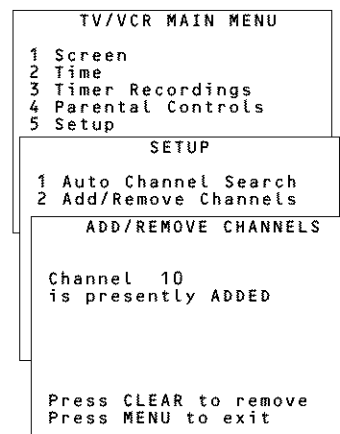 TV/VCR MAIN MENU
1 Screen
2 Time
3 Timer Recordings
4 Parental Controls
5 Setup
SETUP
1 Auto Channel Search
2 Add/Remove Channels
ADD/REMOVE CHANNELS
Channel 10
is presently ADDED
Press CLEAR to remove
Press MENU to exit